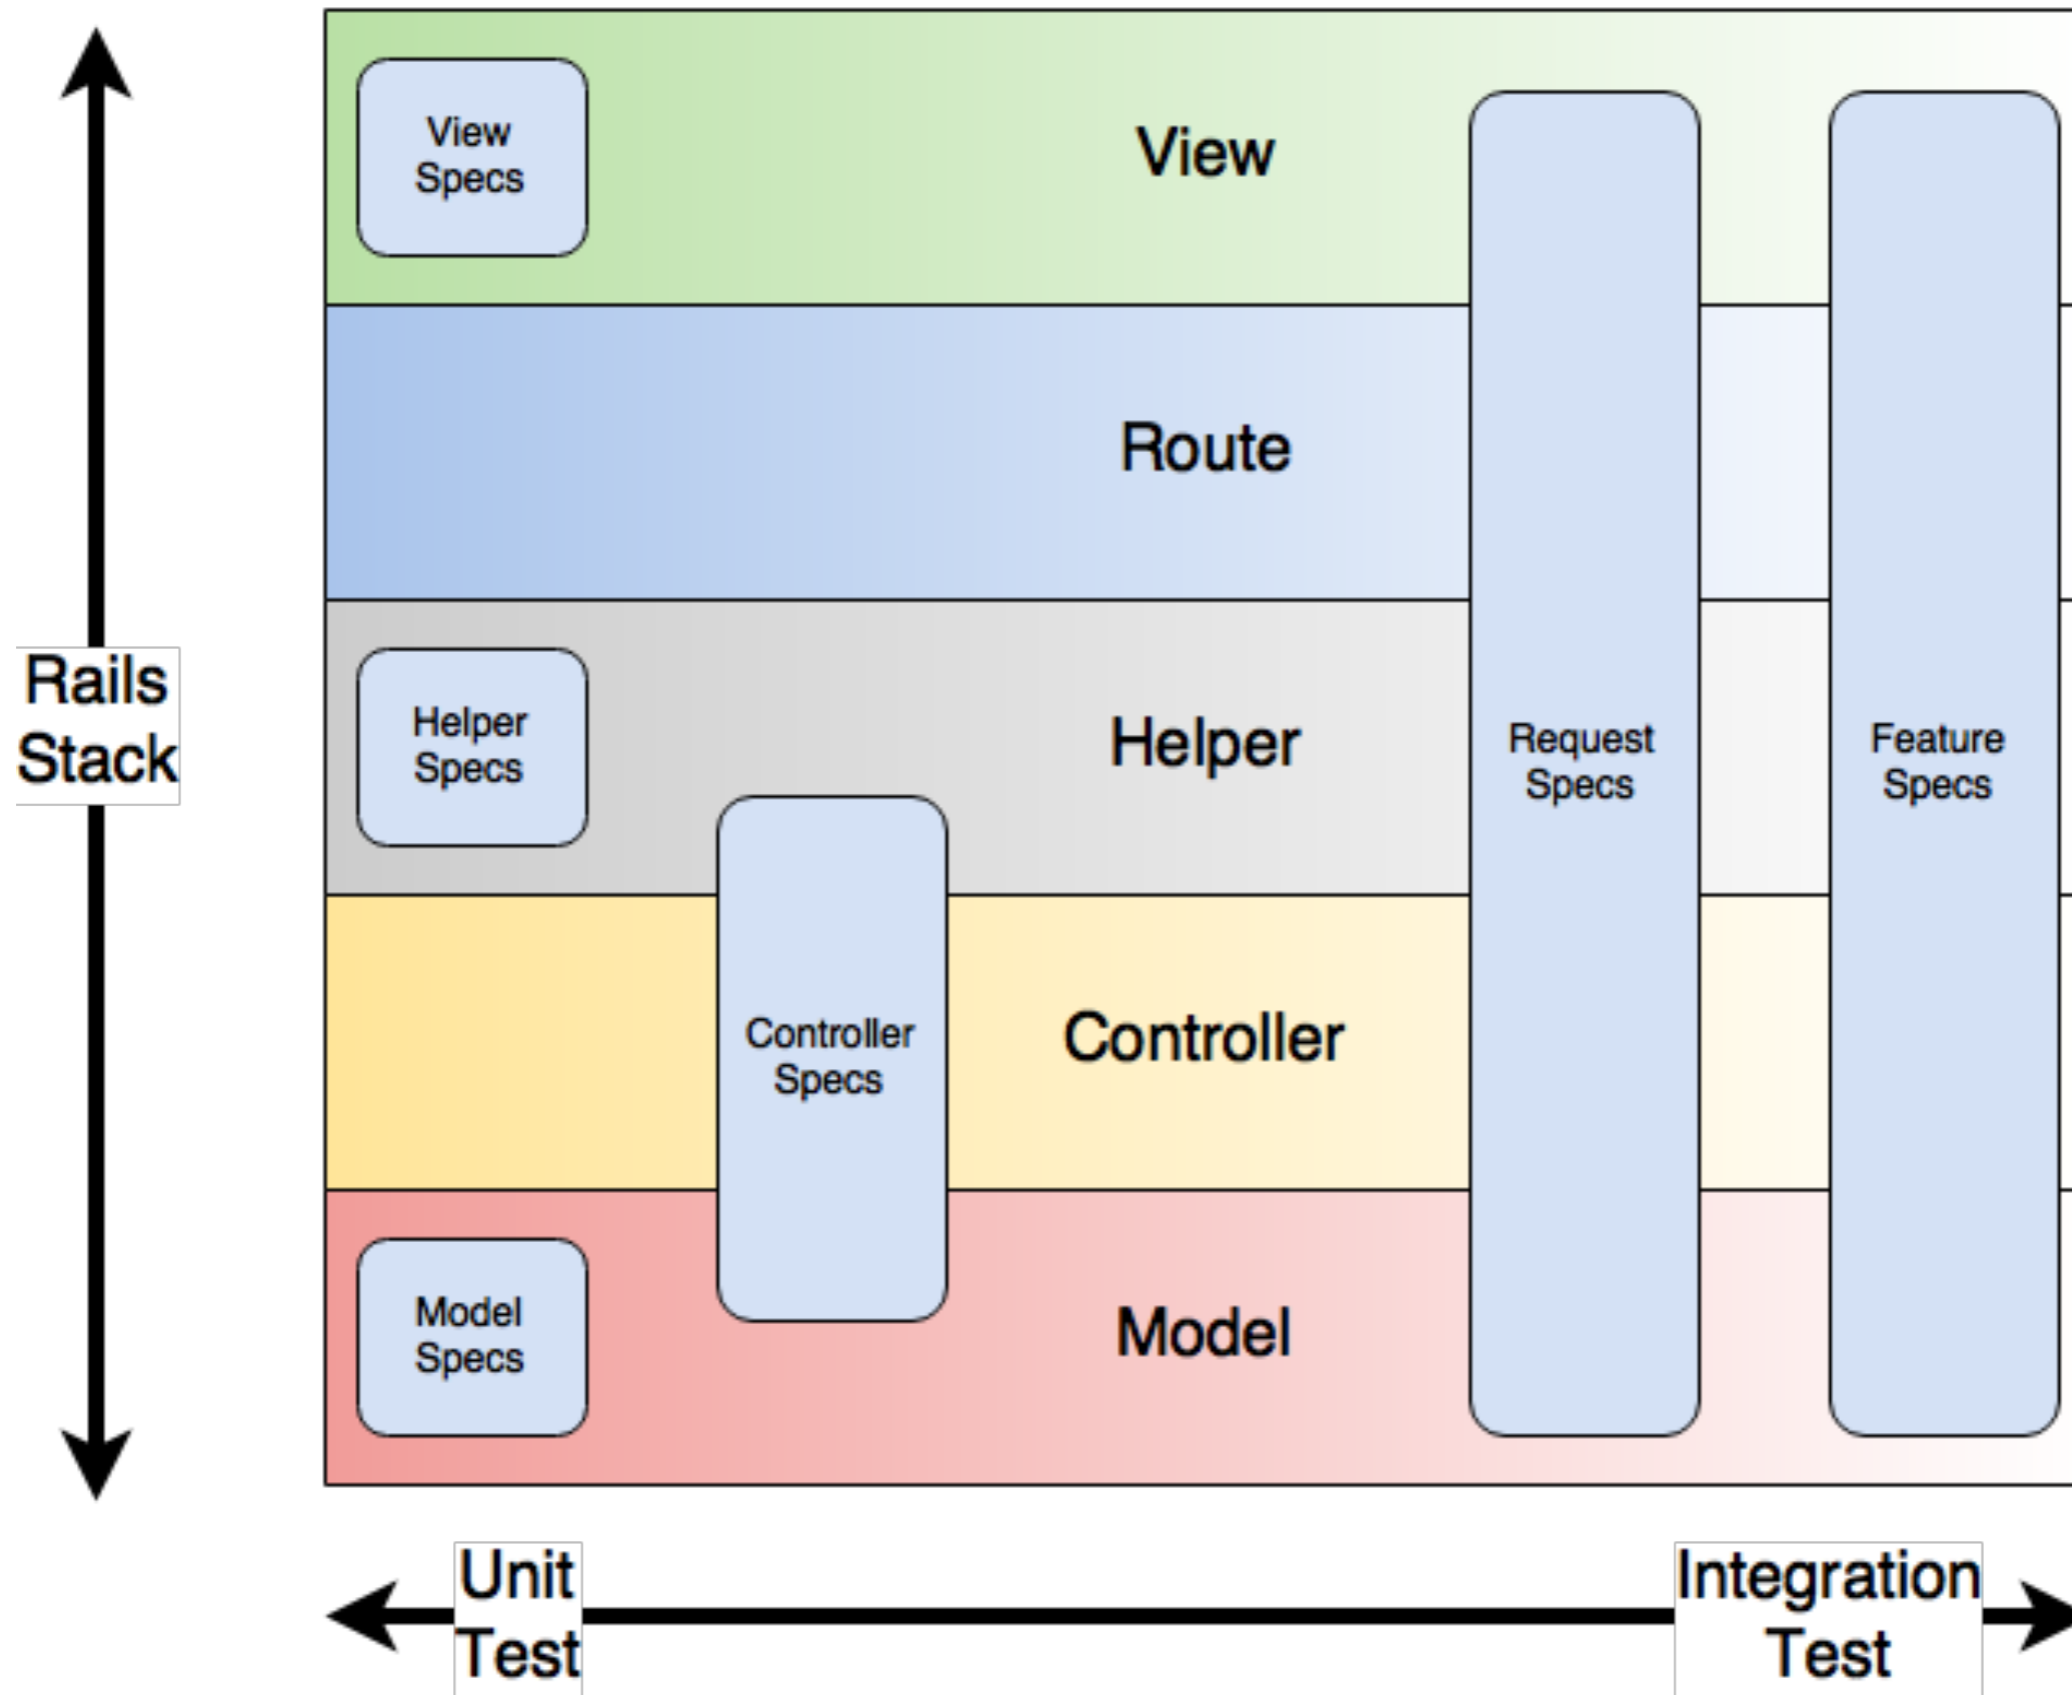 View
Specs
View
Route
Rails
Stack
Helper
Specs
Helper
Request
Specs
Feature
Specs
Controller
Specs
Controller
Model
Specs
Model
Unit
Test
Integration
Test